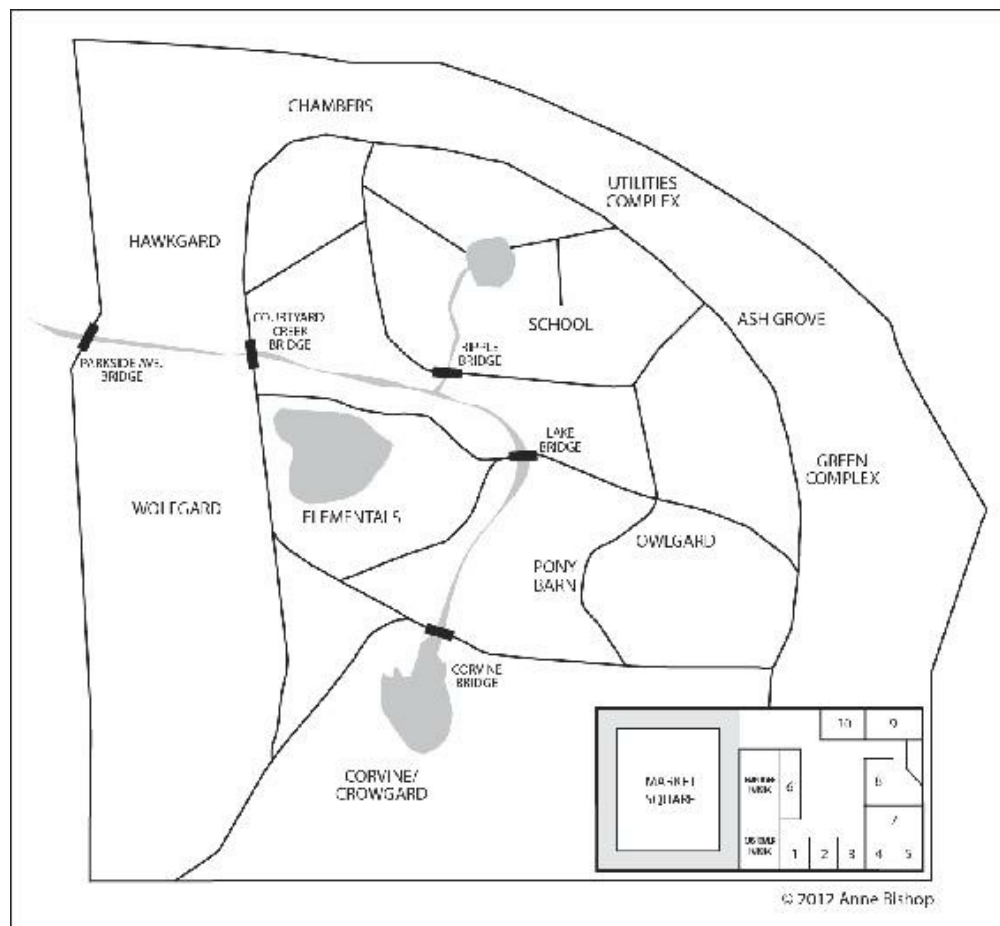 CHAMBERS
UTILITIES
COMPLEX
HAWKGARD
COURTYARD
CREEK
BRIDGE
SCHOOL
ASH GROVE
PARKSIDE AVE.
BRIDGE
RIPPLE
BRIDGE
LAKE
BRIDGE
GREEN
COMPLEX
WOLFGARD
ELEMENTALS
OWLGARD
PONY
BARN
CORVINE
BRIDGE
CORVINE/
CROWGARD
MARKET
SQUARE
10
9
6
8
7
1
2
3
4
5
© 2012 Anne Bishop